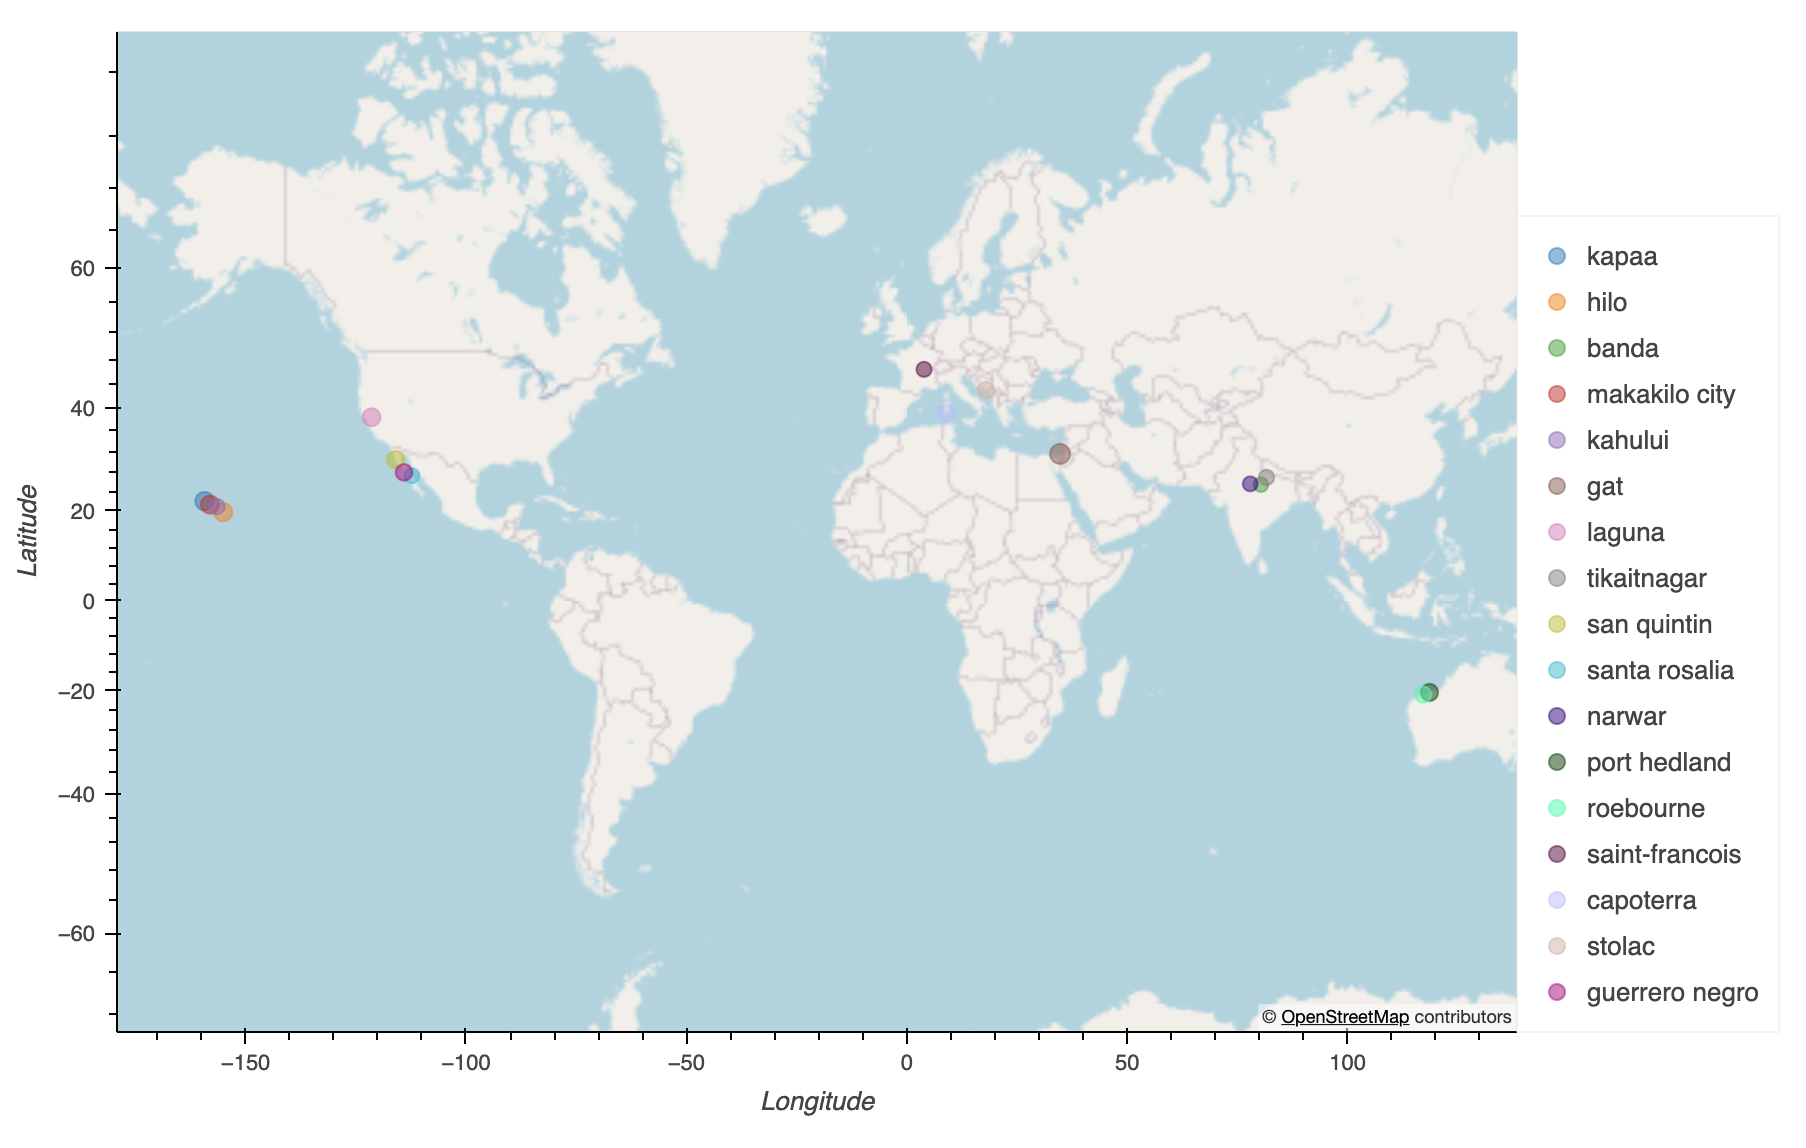 60
40
20
0
−20
−40
−60
Latitude
−150
−100
−50
0
50
100
Longitude
© OpenStreetMap contributors
kapaa
hilo
banda
makakilo city
kahului
gat
laguna
tikaitnagar
san quintin
santa rosalia
narwar
port hedland
roebourne
saint-francois
capoterra
stolac
guerrero negro